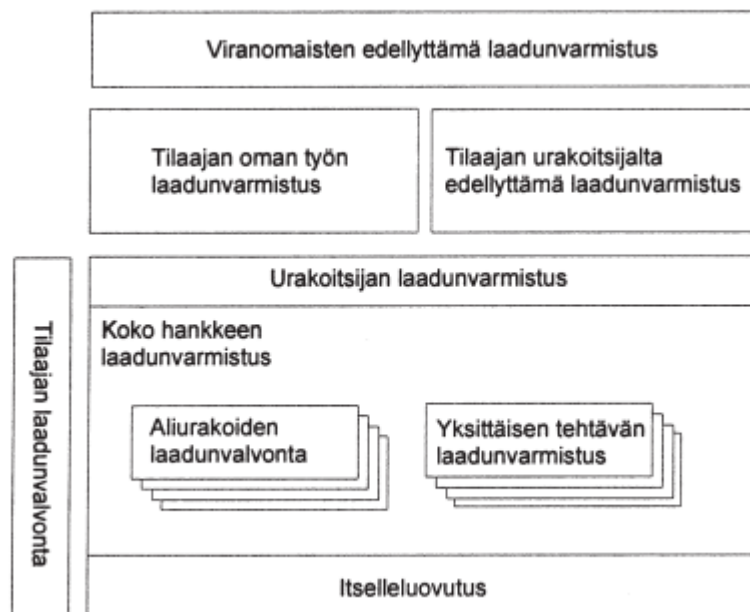 Viranomaisten edellyttämä laadunvarmistus
Tilaajan oman työn
laadunvarmistus
Tilaajan urakoitsijalta
edellyttämä laadunvarmistus
Tilaajan laadunvalvonta
Urakoitsijan laadunvarmistus
Koko hankkeen
laadunvarmistus
Aliurakoiden
laadunvalvonta
Yksittäisen tehtävän
laadunvarmistus
Itselleluovutus